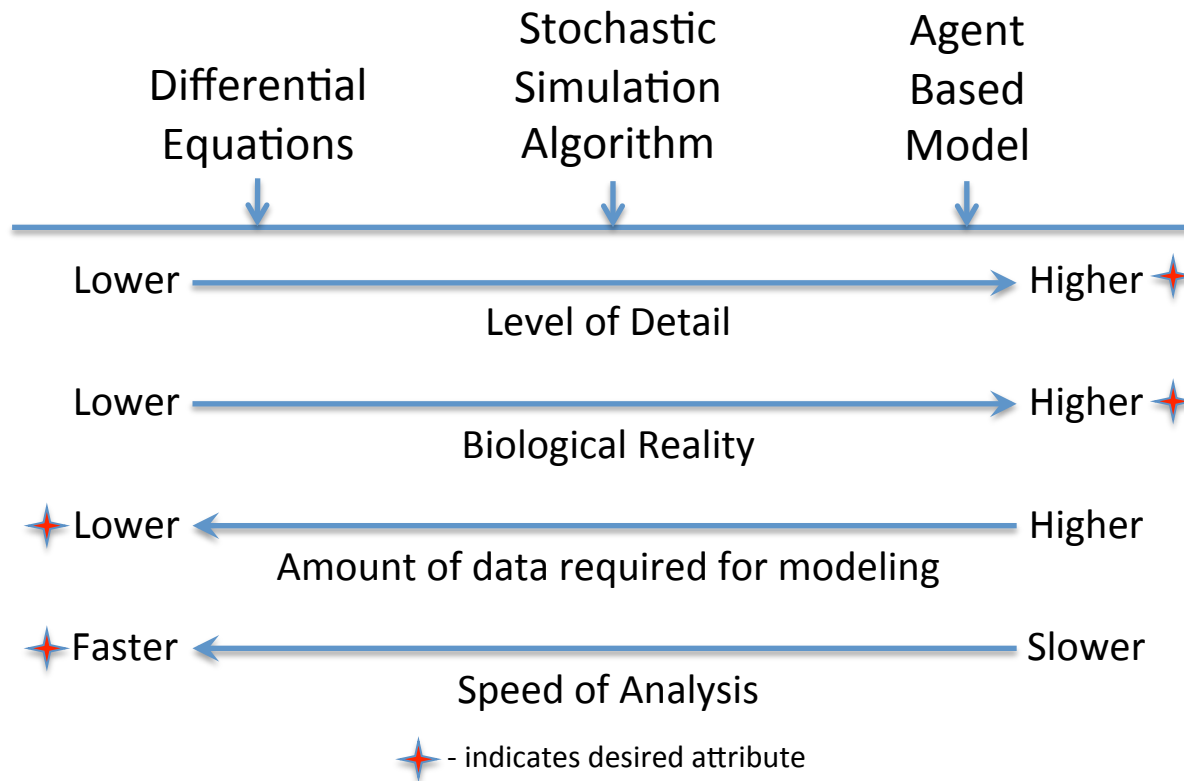 Differential
Equations
Stochastic
Simulation
Algorithm
Agent
Based
Model
Lower
Higher
Level of Detail
Lower
Higher
Biological Reality
Lower
Higher
Amount of data required for modeling
Faster
Slower
Speed of Analysis
- indicates desired attribute